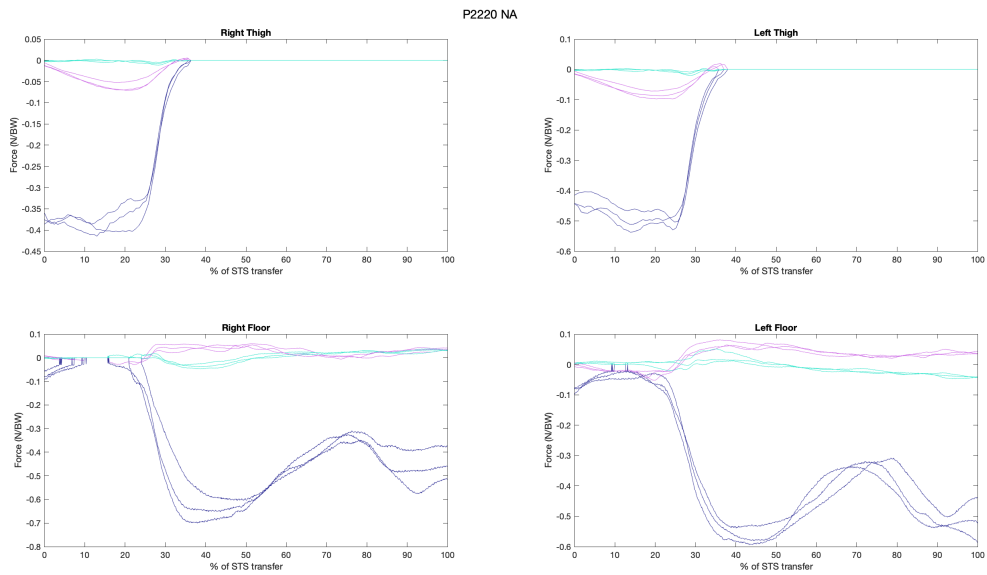 P2220 NA
Right Thigh
0.05
0
-0.05
-0.1
-0.15
-0.2
-0.25
-0.3
-0.35
-0.4
-0.45
Force (N/BW)
0 10 20 30 40 50 60 70 80 90 100
% of STS transfer
Left Thigh
0.1
0
-0.1
-0.2
-0.3
-0.4
-0.5
-0.6
Force (N/BW)
0 10 20 30 40 50 60 70 80 90 100
% of STS transfer
Right Floor
0.1
0
-0.1
-0.2
-0.3
-0.4
-0.5
-0.6
-0.7
-0.8
Force (N/BW)
0 10 20 30 40 50 60 70 80 90 100
% of STS transfer
Left Floor
0.1
0
-0.1
-0.2
-0.3
-0.4
-0.5
-0.6
Force (N/BW)
0 10 20 30 40 50 60 70 80 90 100
% of STS transfer